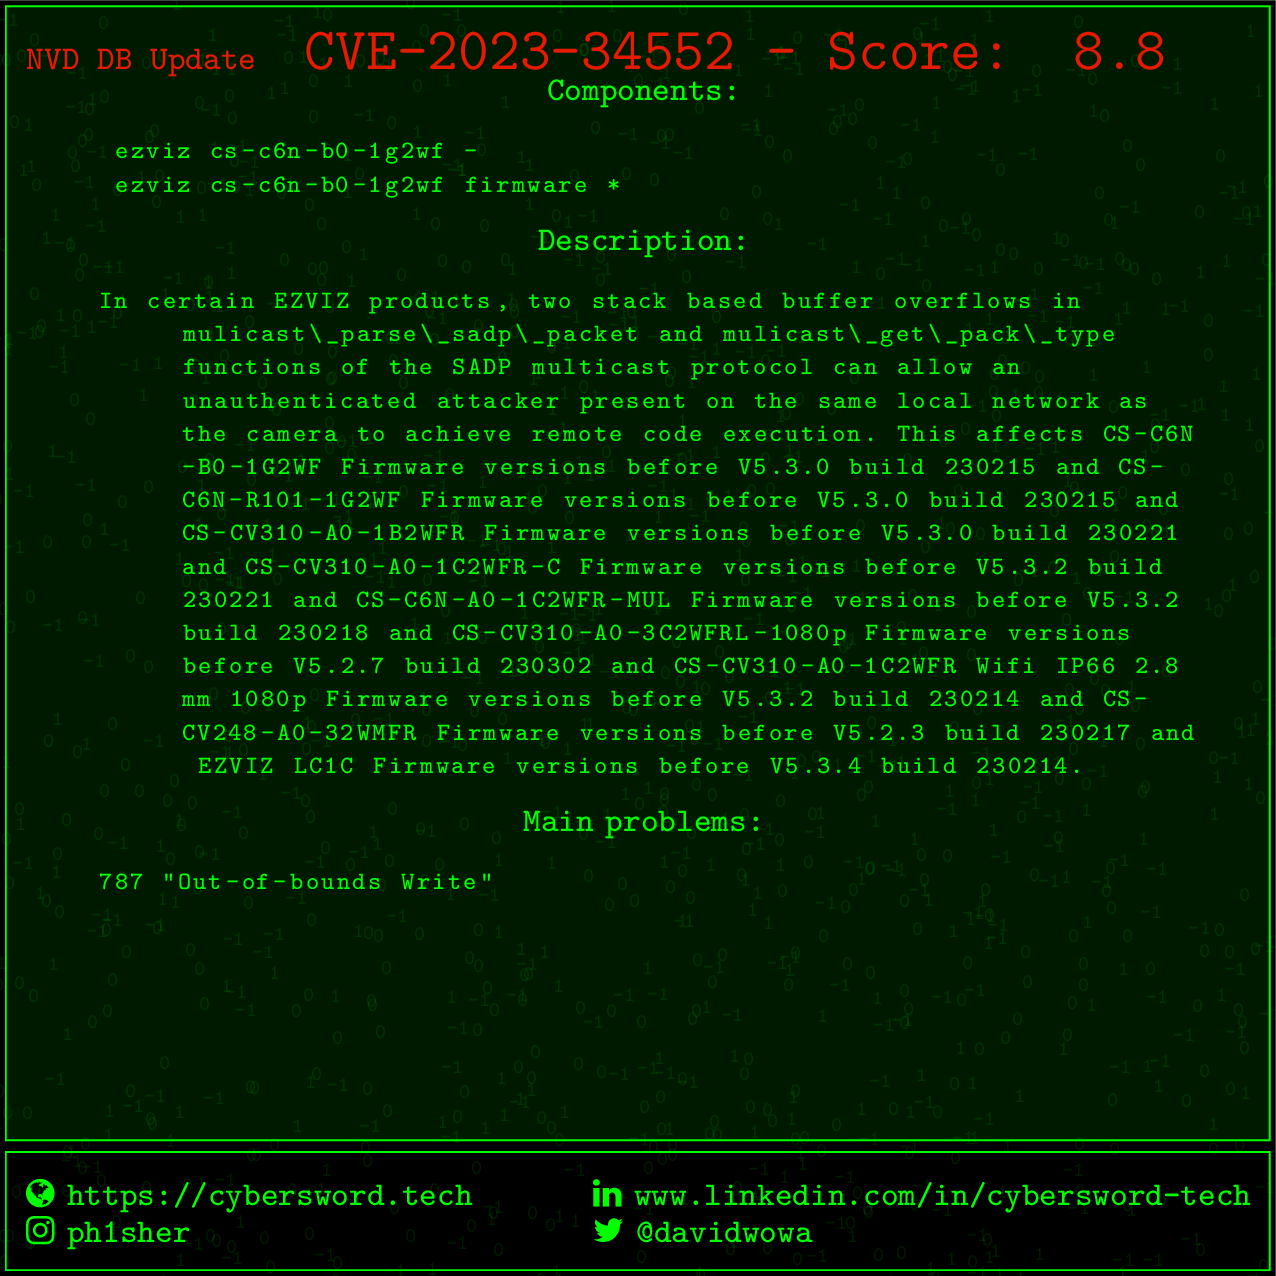 NVD DB Update CVE-2023-34552 - Score: 8.8
Components:
ezviz cs-c6n-b0-1g2wf -
ezviz cs-c6n-b0-1g2wf firmware *
Description:
In certain EZVIZ products, two stack based buffer overflows in
mulicast\_parse\_sadp\_packet and mulicast\_get\_pack\_type
functions of the SADP multicast protocol can allow an
unauthenticated attacker present on the same local network as
the camera to achieve remote code execution. This affects CS-C6N
-B0-1G2WF Firmware versions before V5.3.0 build 230215 and CS-
C6N-R101-1G2WF Firmware versions before V5.3.0 build 230215 and
CS-CV310-A0-1B2WFR Firmware versions before V5.3.0 build 230221
and CS-CV310-A0-1C2WFR-C Firmware versions before V5.3.2 build
230221 and CS-C6N-A0-1C2WFR-MUL Firmware versions before V5.3.2
build 230218 and CS-CV310-A0-3C2WFRL-1080p Firmware versions
before V5.2.7 build 230302 and CS-CV310-A0-1C2WFR Wifi IP66 2.8
mm 1080p Firmware versions before V5.3.2 build 230214 and CS-
CV248-A0-32WMFR Firmware versions before V5.2.3 build 230217 and
EZVIZ LC1C Firmware versions before V5.3.4 build 230214.
Main problems:
787 "Out-of-bounds Write"
https://cybersword.tech www.linkedin.com/in/cybersword-tech
ph1sher @davidwowa